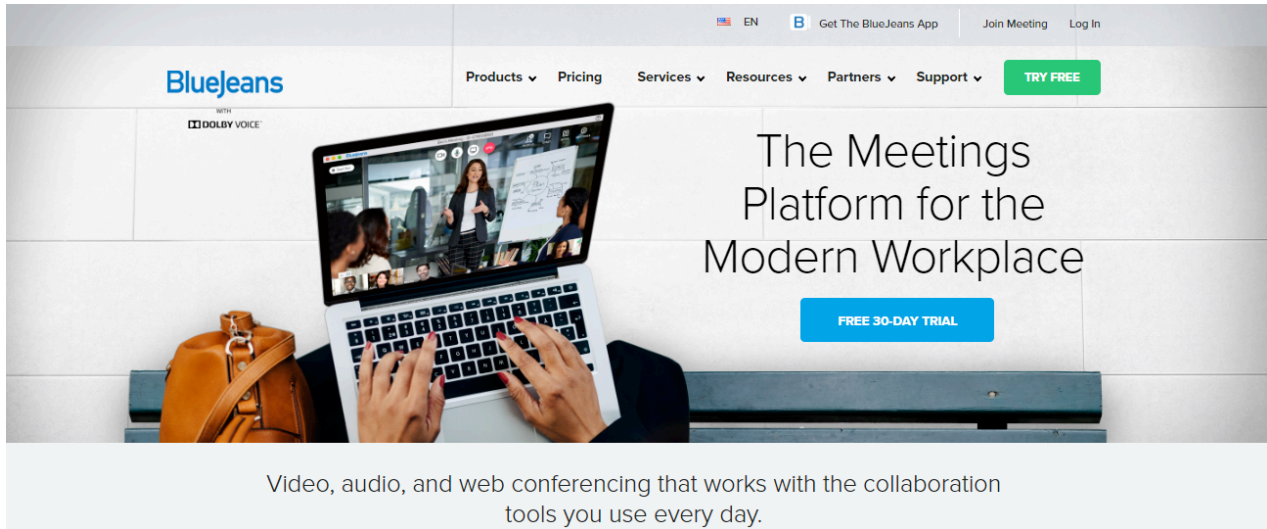 EN
Get The BlueJeans App
Join Meeting
Log In
BlueJeans
WITH
DOLBY VOICE
Products
Pricing
Services
Resources
Partners
Support
TRY FREE
The Meetings
Platform for the
Modern Workplace
FREE 30-DAY TRIAL
Video, audio, and web conferencing that works with the collaboration
tools you use every day.